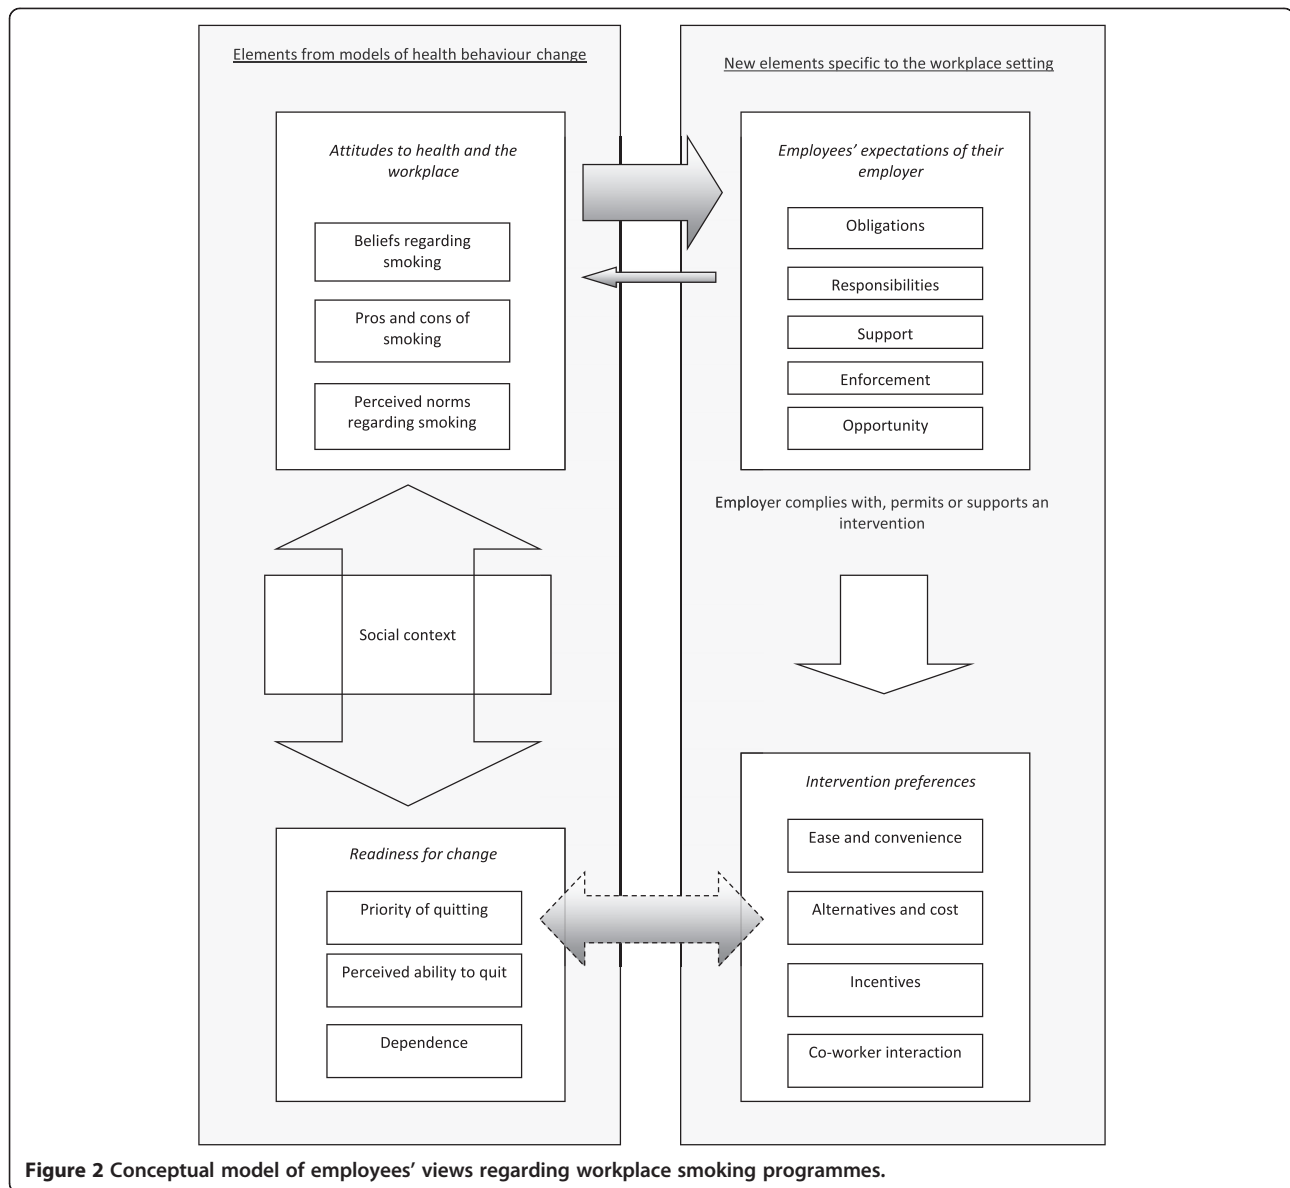 Elements from models of health behaviour change
Attitudes to health and the
workplace
Beliefs regarding
smoking
Pros and cons of
smoking
Perceived norms
regarding smoking
Social context
Readiness for change
Priority of quitting
Perceived ability to quit
Dependence
New elements specific to the workplace setting
Employees’ expectations of their
employer
Obligations
Responsibilities
Support
Enforcement
Opportunity
Employer complies with, permits or supports an
intervention
Intervention preferences
Ease and convenience
Alternatives and cost
Incentives
Co-worker interaction
Figure 2 Conceptual model of employees’ views regarding workplace smoking programmes.